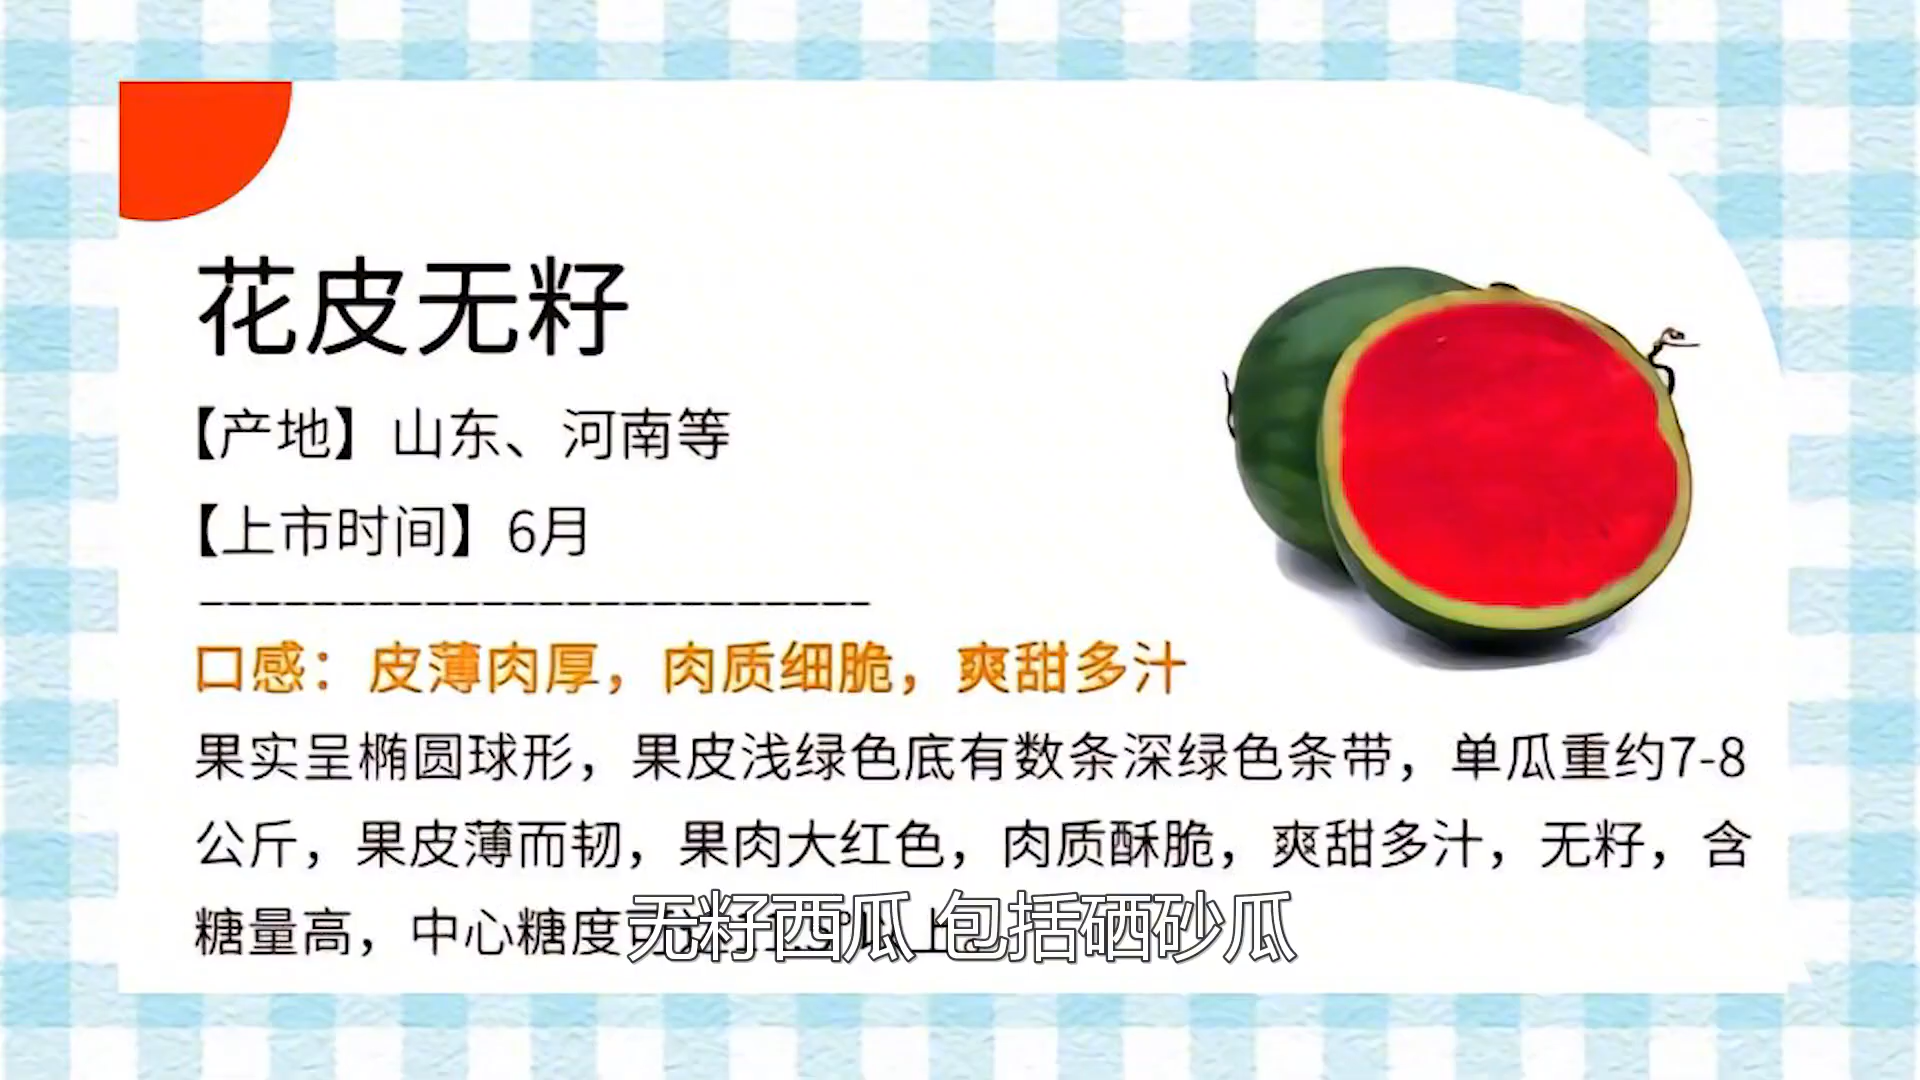 花皮无籽
【产地】山东、河南等
【上市时间】6月
口感：皮薄肉厚，肉质细脆，爽甜多汁
果实呈椭圆球形，果皮浅绿色底有数条深绿色条带，单瓜重约7-8
公斤，果皮薄而韧，果肉大红色，肉质酥脆，爽甜多汁，无籽，含
糖量高，中心糖度
无籽西瓜 包括硒砂瓜